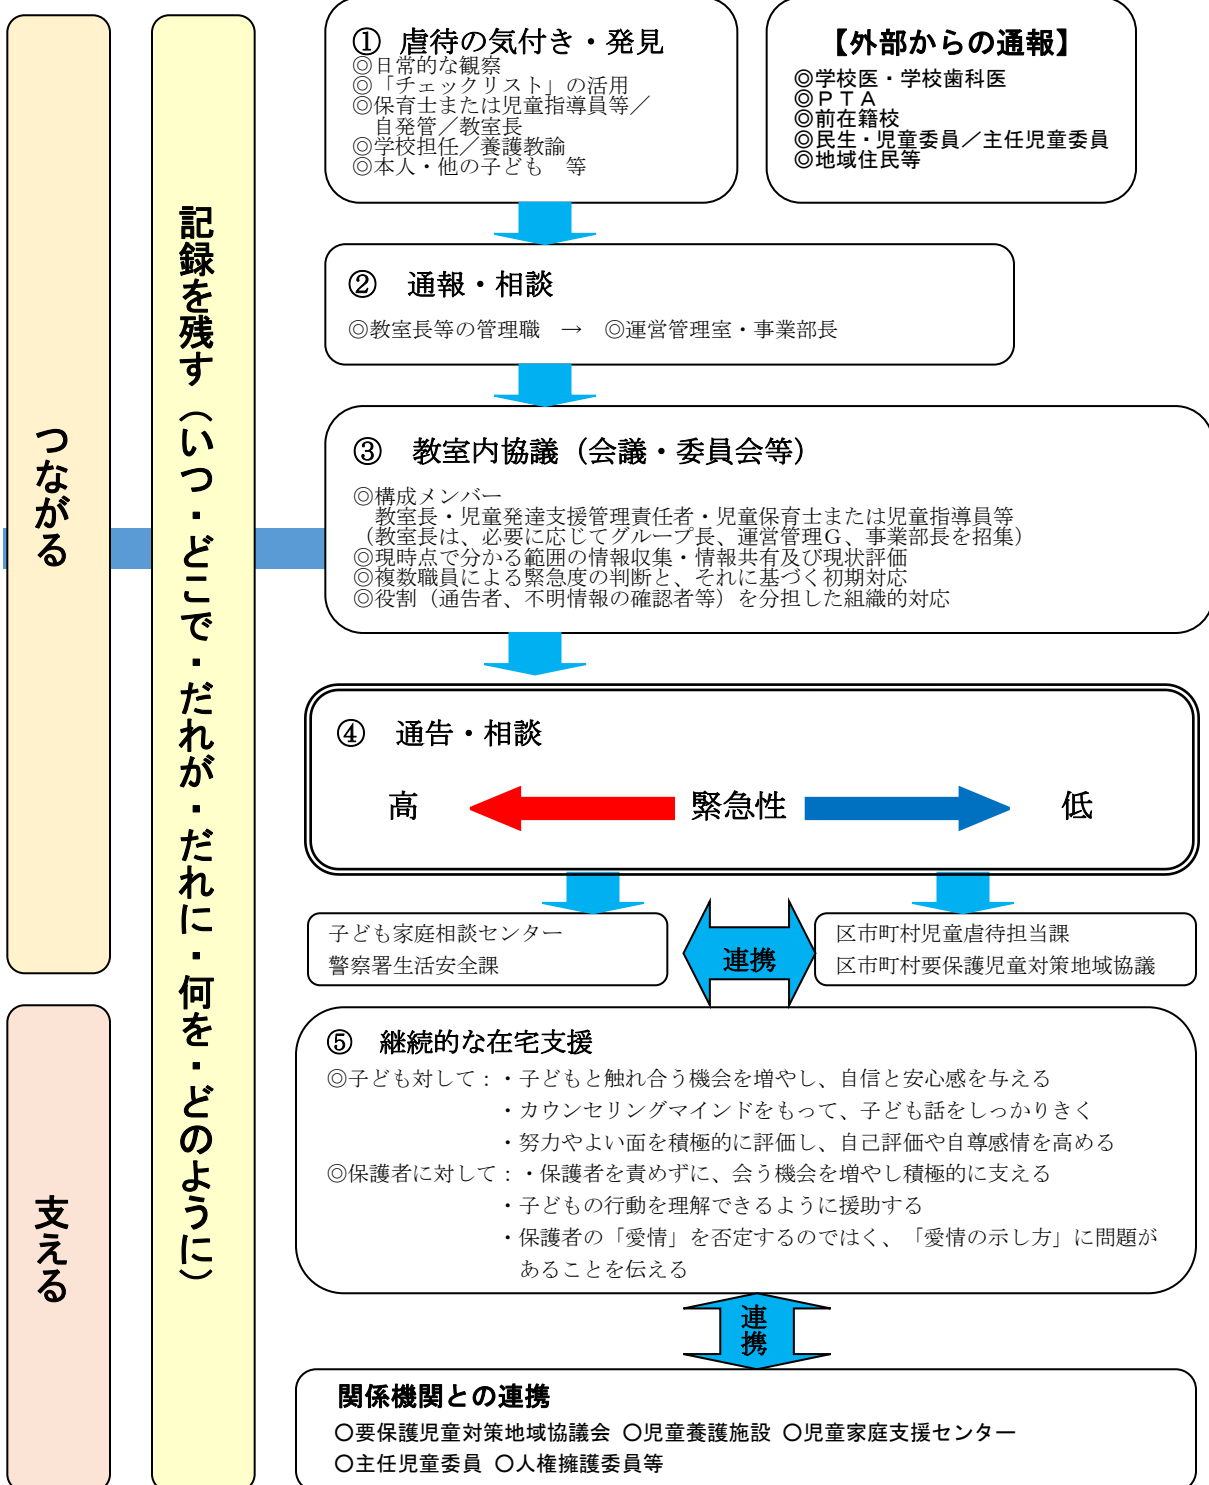 つながる
支える
記録を残す（いつ・どこで・だれが・だれに・何を・どのように）
① 虐待の気付き・発見
◎日常的な観察
◎「チェックリスト」の活用
◎保育士または児童指導員等／
自発管／教室長
◎学校担任／養護教諭
◎本人・他の子ども　等
【外部からの通報】
◎学校医・学校歯科医
◎ＰＴＡ
◎前在籍校
◎民生・児童委員／主任児童委員
◎地域住民等
②　通報・相談
◎教室長等の管理職　→　◎運営管理室・事業部長
③　教室内協議（会議・委員会等）
◎構成メンバー
教室長・児童発達支援管理責任者・児童保育士または児童指導員等
（教室長は、必要に応じてグループ長、運営管理Ｇ、事業部長を招集）
◎現時点で分かる範囲の情報収集・情報共有及び現状評価
◎複数職員による緊急度の判断と、それに基づく初期対応
◎役割（通告者、不明情報の確認者等）を分担した組織的対応
④　通告・相談
高　緊急性　低
子ども家庭相談センター
警察署生活安全課
連携
区市町村児童虐待担当課
区市町村要保護児童対策地域協議
⑤　継続的な在宅支援
◎子ども対して：・子どもと触れ合う機会を増やし、自信と安心感を与える
・カウンセリングマインドをもって、子ども話をしっかりきく
・努力やよい面を積極的に評価し、自己評価や自尊感情を高める
◎保護者に対して：・保護者を責めずに、会う機会を増やし積極的に支える
・子どもの行動を理解できるように援助する
・保護者の「愛情」を否定するのではく、「愛情の示し方」に問題が
あることを伝える
連携
関係機関との連携
〇要保護児童対策地域協議会 〇児童養護施設 〇児童家庭支援センター
〇主任児童委員 〇人権擁護委員等